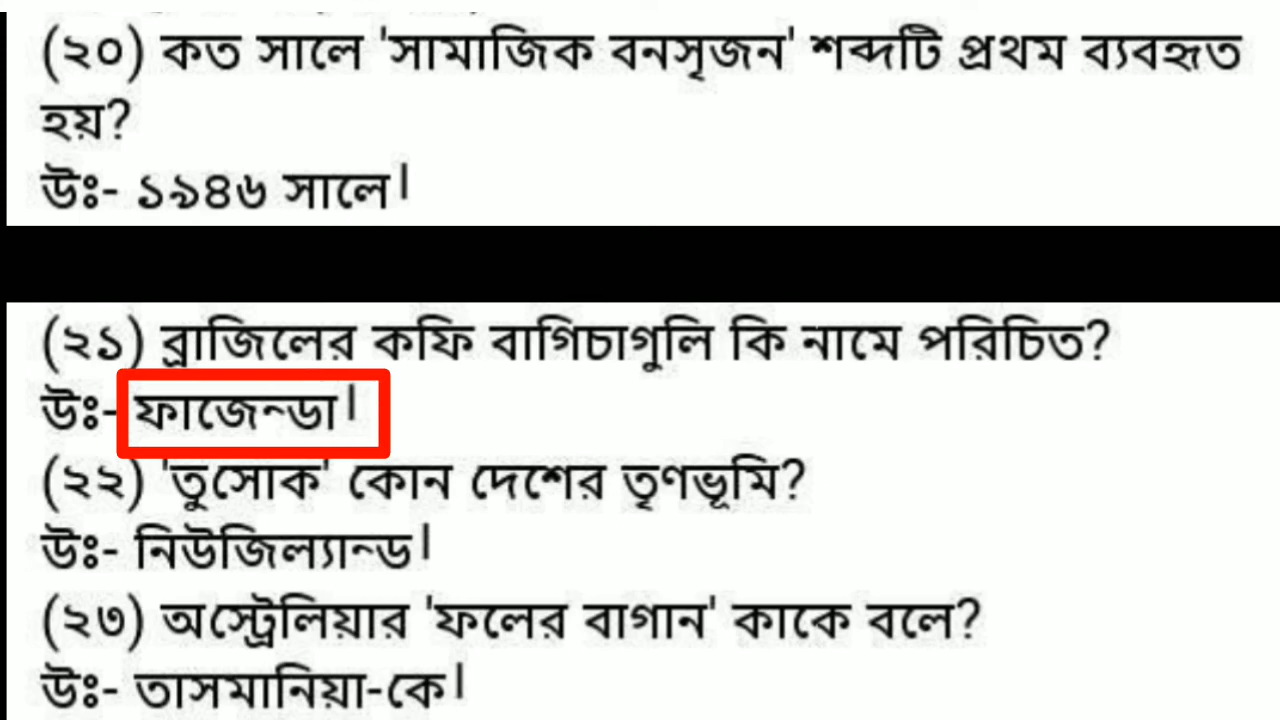 (২০) কত সালে 'সামাজিক বনসৃজন' শব্দটি প্রথম ব্যবহৃত
হয়?
উঃ- ১৯৪৬ সালে।
(২১) ব্রাজিলের কফি বাগিচাগুলি কি নামে পরিচিত?
উঃ- ফাজেন্ডা।
(২২) 'তুসোক' কোন দেশের তৃণভূমি?
উঃ- নিউজিল্যান্ড।
(২৩) অস্ট্রেলিয়ার 'ফলের বাগান' কাকে বলে?
উঃ- তাসমানিয়া-কে।